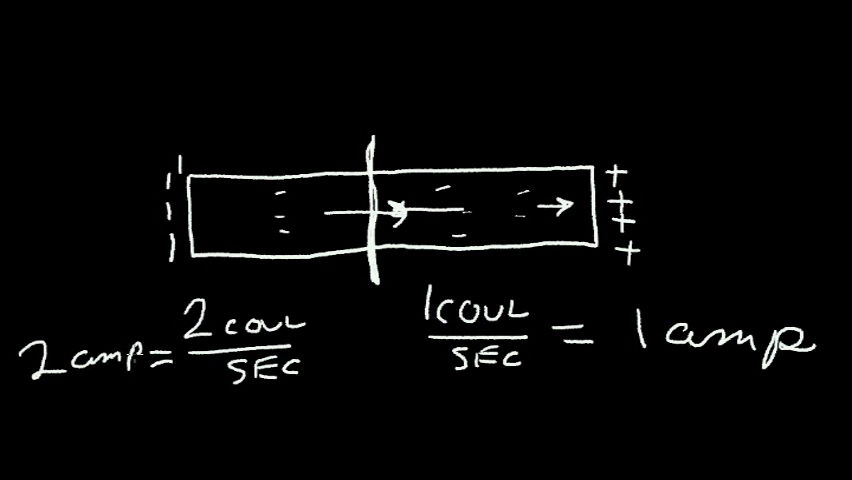 +
+
+
+
2 amp = 2 COUL / SEC
1 COUL / SEC = 1 amp